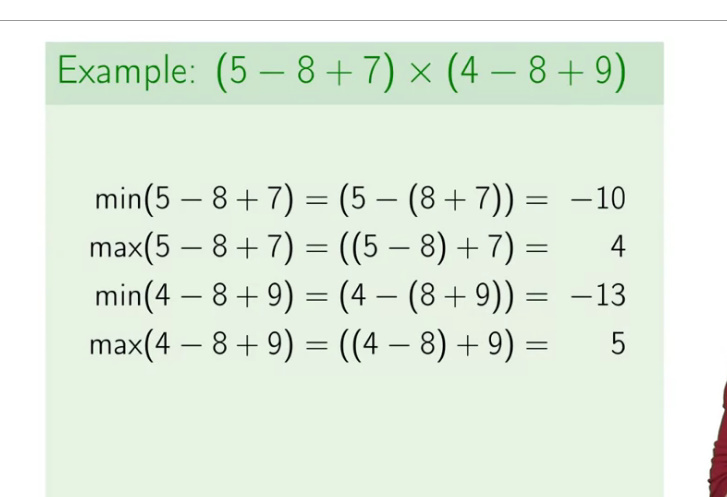 Example: (5 − 8 + 7) × (4 − 8 + 9)
min(5 − 8 + 7) = (5 − (8 + 7)) = −10
max(5 − 8 + 7) = ((5 − 8) + 7) = 4
min(4 − 8 + 9) = (4 − (8 + 9)) = −13
max(4 − 8 + 9) = ((4 − 8) + 9) = 5